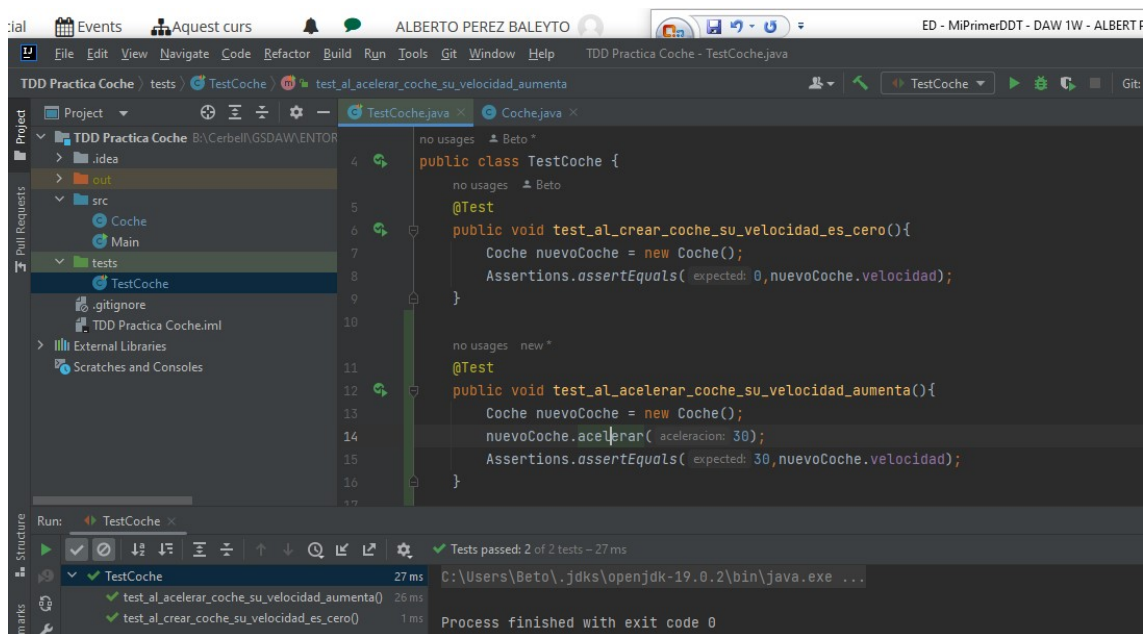 ial Events Aquest curs ALBERTO PEREZ BALEYTO ED - MiPrimerDDT - DAW 1W - ALBERT P
File Edit View Navigate Code Refactor Build Run Tools Git Window Help TDD Practica Coche - TestCoche.java
TDD Practica Coche tests TestCoche test_al_acelerar_coche_su_velocidad_aumenta TestCoche Git:
Project Project TestCoche.java Coche.java
TDD Practica Coche B:\Cerbell\GSDAW\ENTOR
.idea
out
src
Coche
Main
tests
TestCoche
.gitignore
TDD Practica Coche.iml
External Libraries
Scratches and Consoles
Pull Requests
no usages Beto *
4 public class TestCoche {
no usages Beto
5 @Test
6 public void test_al_crear_coche_su_velocidad_es_cero(){
7 Coche nuevoCoche = new Coche();
8 Assertions.assertEquals( expected: 0,nuevoCoche.velocidad);
9 }
10
no usages new *
11 @Test
12 public void test_al_acelerar_coche_su_velocidad_aumenta(){
13 Coche nuevoCoche = new Coche();
14 nuevoCoche.acelerar( aceleracion: 30);
15 Assertions.assertEquals( expected: 30,nuevoCoche.velocidad);
16 }
17
Structure
marks
Run: TestCoche
Tests passed: 2 of 2 tests – 27 ms
TestCoche 27 ms
test_al_acelerar_coche_su_velocidad_aumenta() 26 ms
test_al_crear_coche_su_velocidad_es_cero() 1 ms
C:\Users\Beto\.jdks\openjdk-19.0.2\bin\java.exe ...
Process finished with exit code 0